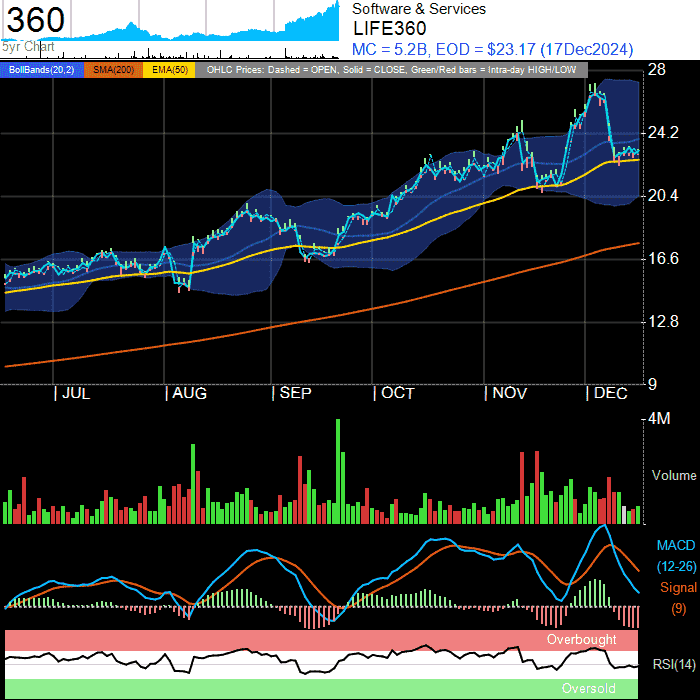 360
5yr Chart
Software & Services
LIFE360
MC = 5.2B, EOD = $23.17 (17Dec2024)
BollBands(20,2) SMA(200) EMA(50) OHLC Prices: Dashed = OPEN, Solid = CLOSE, Green/Red bars = Intra-day HIGH/LOW
28
24.2
20.4
16.6
12.8
9
| JUL | AUG | SEP | OCT | NOV | DEC
4M
Volume
MACD
(12-26)
Signal
(9)
Overbought
RSI(14)
Oversold